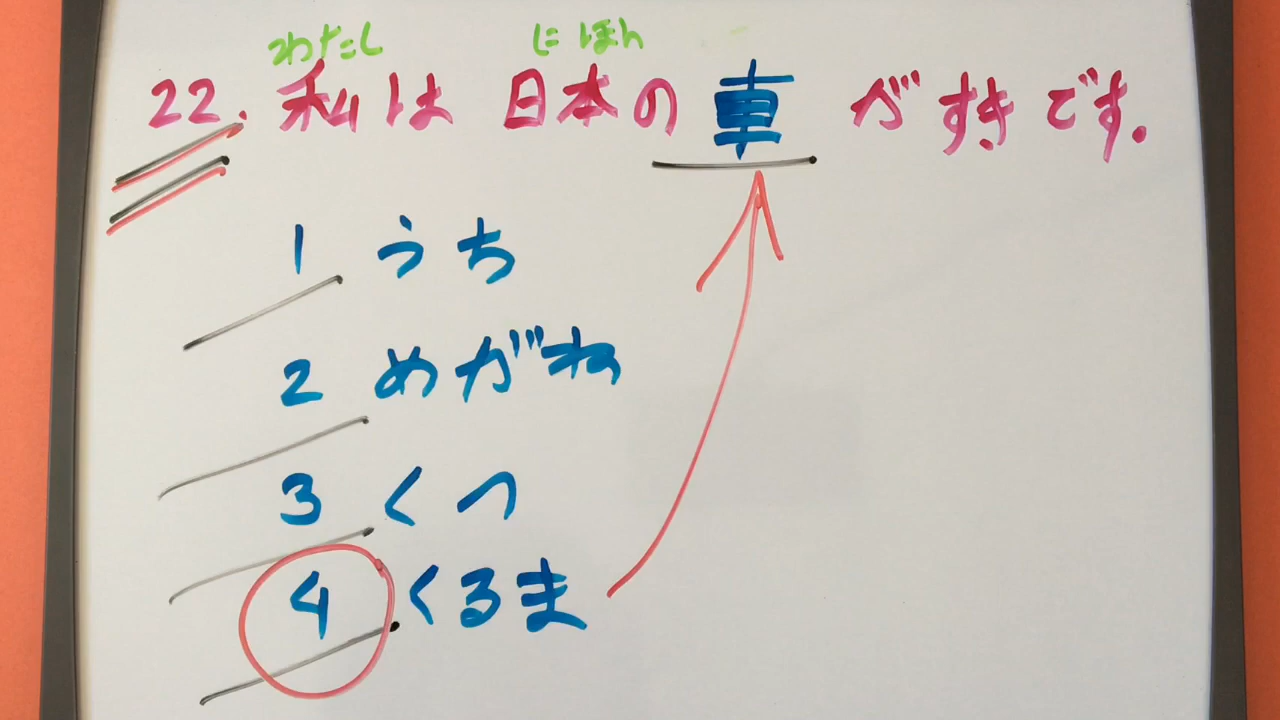 わたし にほん
22. 私は 日本の 車 が すきです.
1 うち
2 めがね
3 くつ
4 くるま